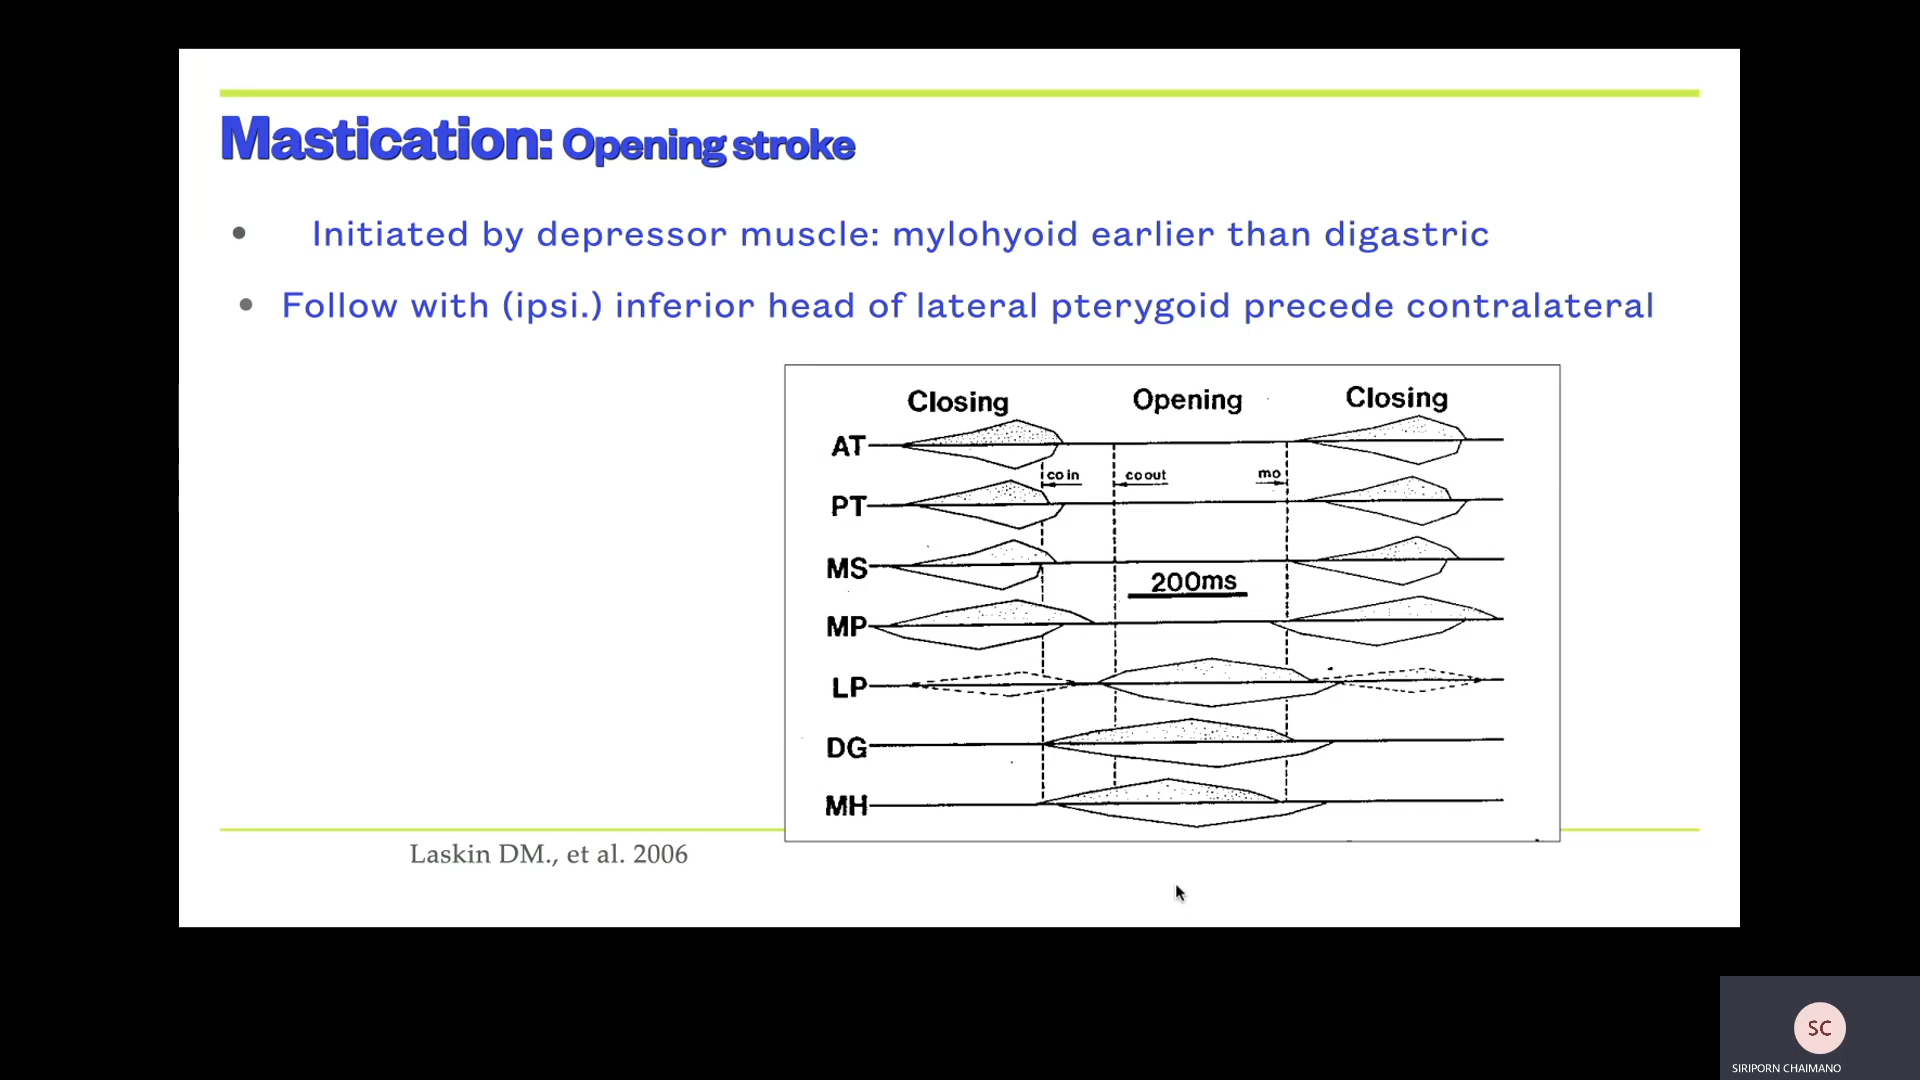 Mastication: Opening stroke
• Initiated by depressor muscle: mylohyoid earlier than digastric
• Follow with (ipsi.) inferior head of lateral pterygoid precede contralateral
Closing Opening Closing
AT
co in co out mo
PT
MS
200ms
MP
LP
DG
MH
Laskin DM., et al. 2006
SC
SIRIPORN CHAIMANO